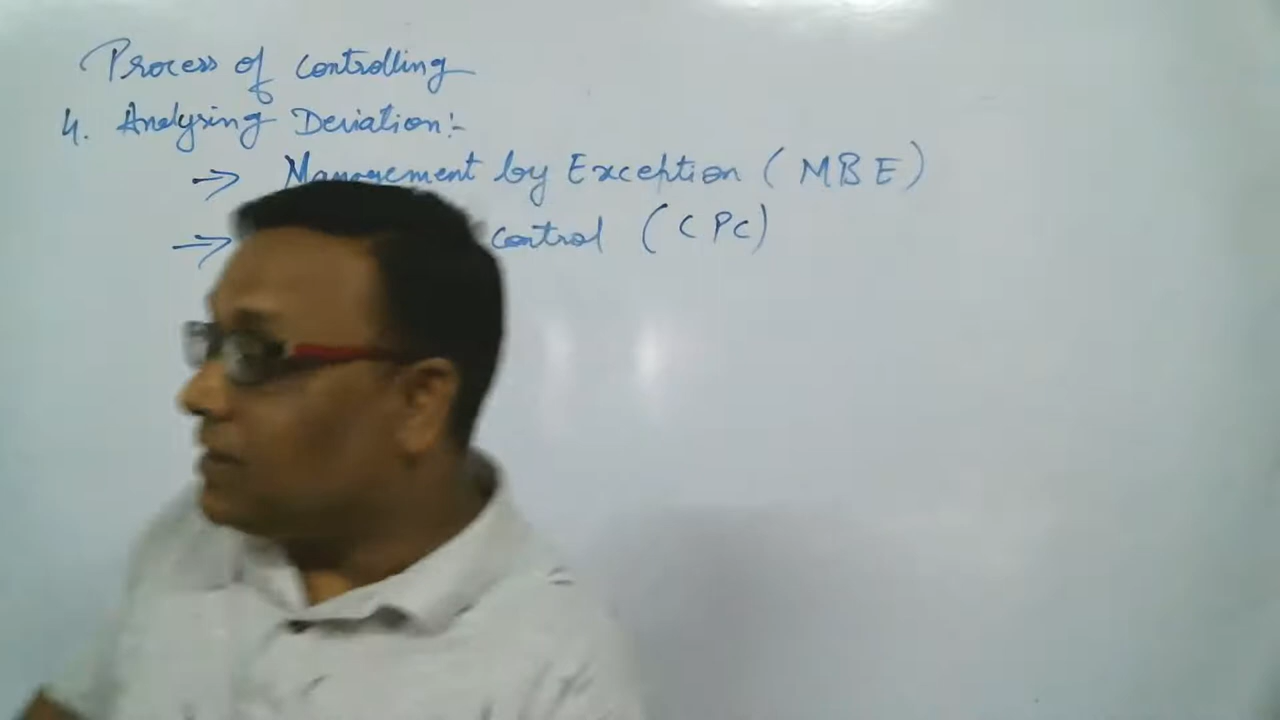 Process of controlling
4. Analysing Deviation:-
→ Management by Exception (MBE)
→ control (CPC)